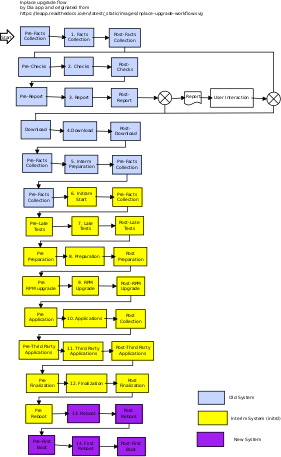 Inplace upgrade flow
by Dia app and originated from
https://leapp.readthedocs.io/en/latest/_static/images/inplace-upgrade-workflow.svg
Start
Pre-Facts Collection
1. Facts Collection
Post-Facts Collection
Pre-Checks
2. Checks
Post-Checks
Pre-Report
3. Report
Post-Report
Report
User Interaction
Download
4.Download
Post-Download
Pre-Facts Collection
5. Interim Preparation
Pre-Facts Collection
Pre-Facts Collection
6. InitRam Start
Pre-Facts Collection
Pre-Late Tests
7. Late Tests
Post-Late Tests
Pre Preparation
8. Preparation
Post Preparation
Pre RPM upgrade
9. RPM Upgrade
Post-RPM Upgrade
Pre Application
10. Applications
Post Collection
Pre-Third Party Applications
11. Third Party Applications
Post-Third Party Applications
Pre Finalization
12. Finalization
Post Finalization
Pre Reboot
13. Reboot
Post Reboot
Pre-First Boot
14. First Reboot
Post-First Boot
Old System
Interim System (initrd)
New System